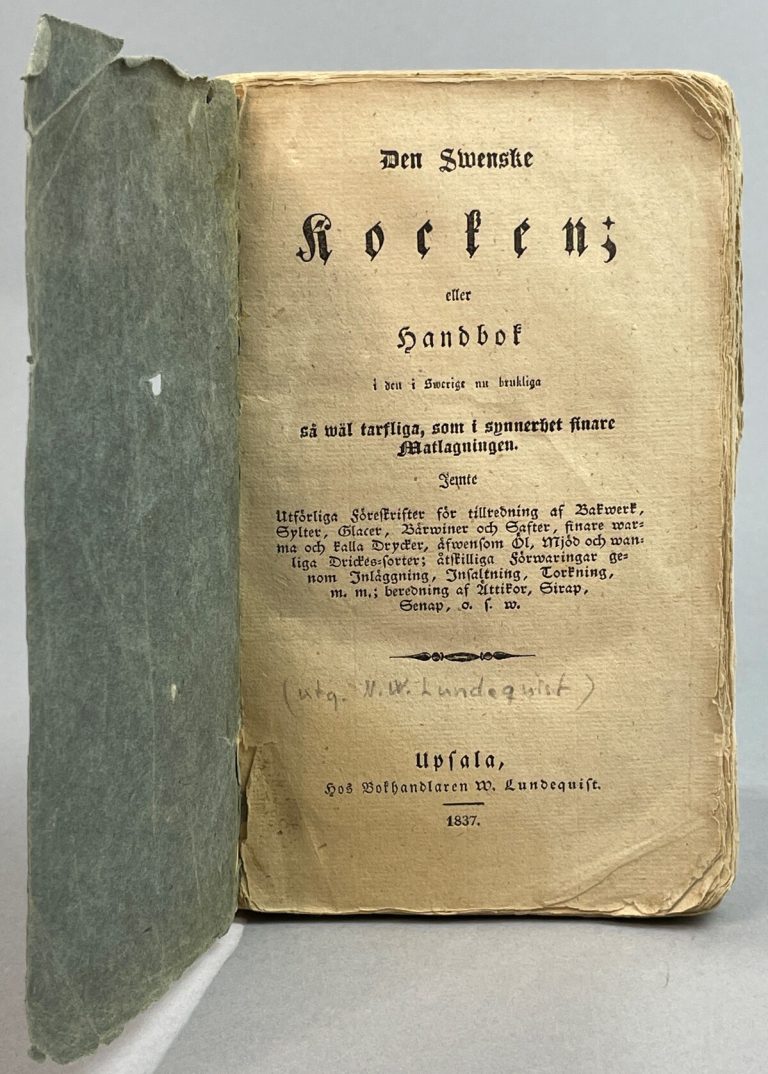 Den Swenske
Kocken;
eller
Handbok
i den i Swerige nu brukliga
så wäl tarfliga, som i synnerhet finare
Matlagningen.
Jemte
Utförliga Föreskrifter för tillredning af Bakwerk,
Sylter, Glacer, Bärwiner och Safter, finare war-
ma och kalla Drycker, äfwensom Öl, Mjöd och wan-
liga Drickes-sorter; åtskilliga Förwaringar ge-
nom Inläggning, Insaltning, Torkning,
m. m.; beredning af Ättikor, Sirap,
Senap, o. s. w.
(utg. N. W. Lundequist)
Upsala,
Hos Bokhandlaren W. Lundequist.
1837.